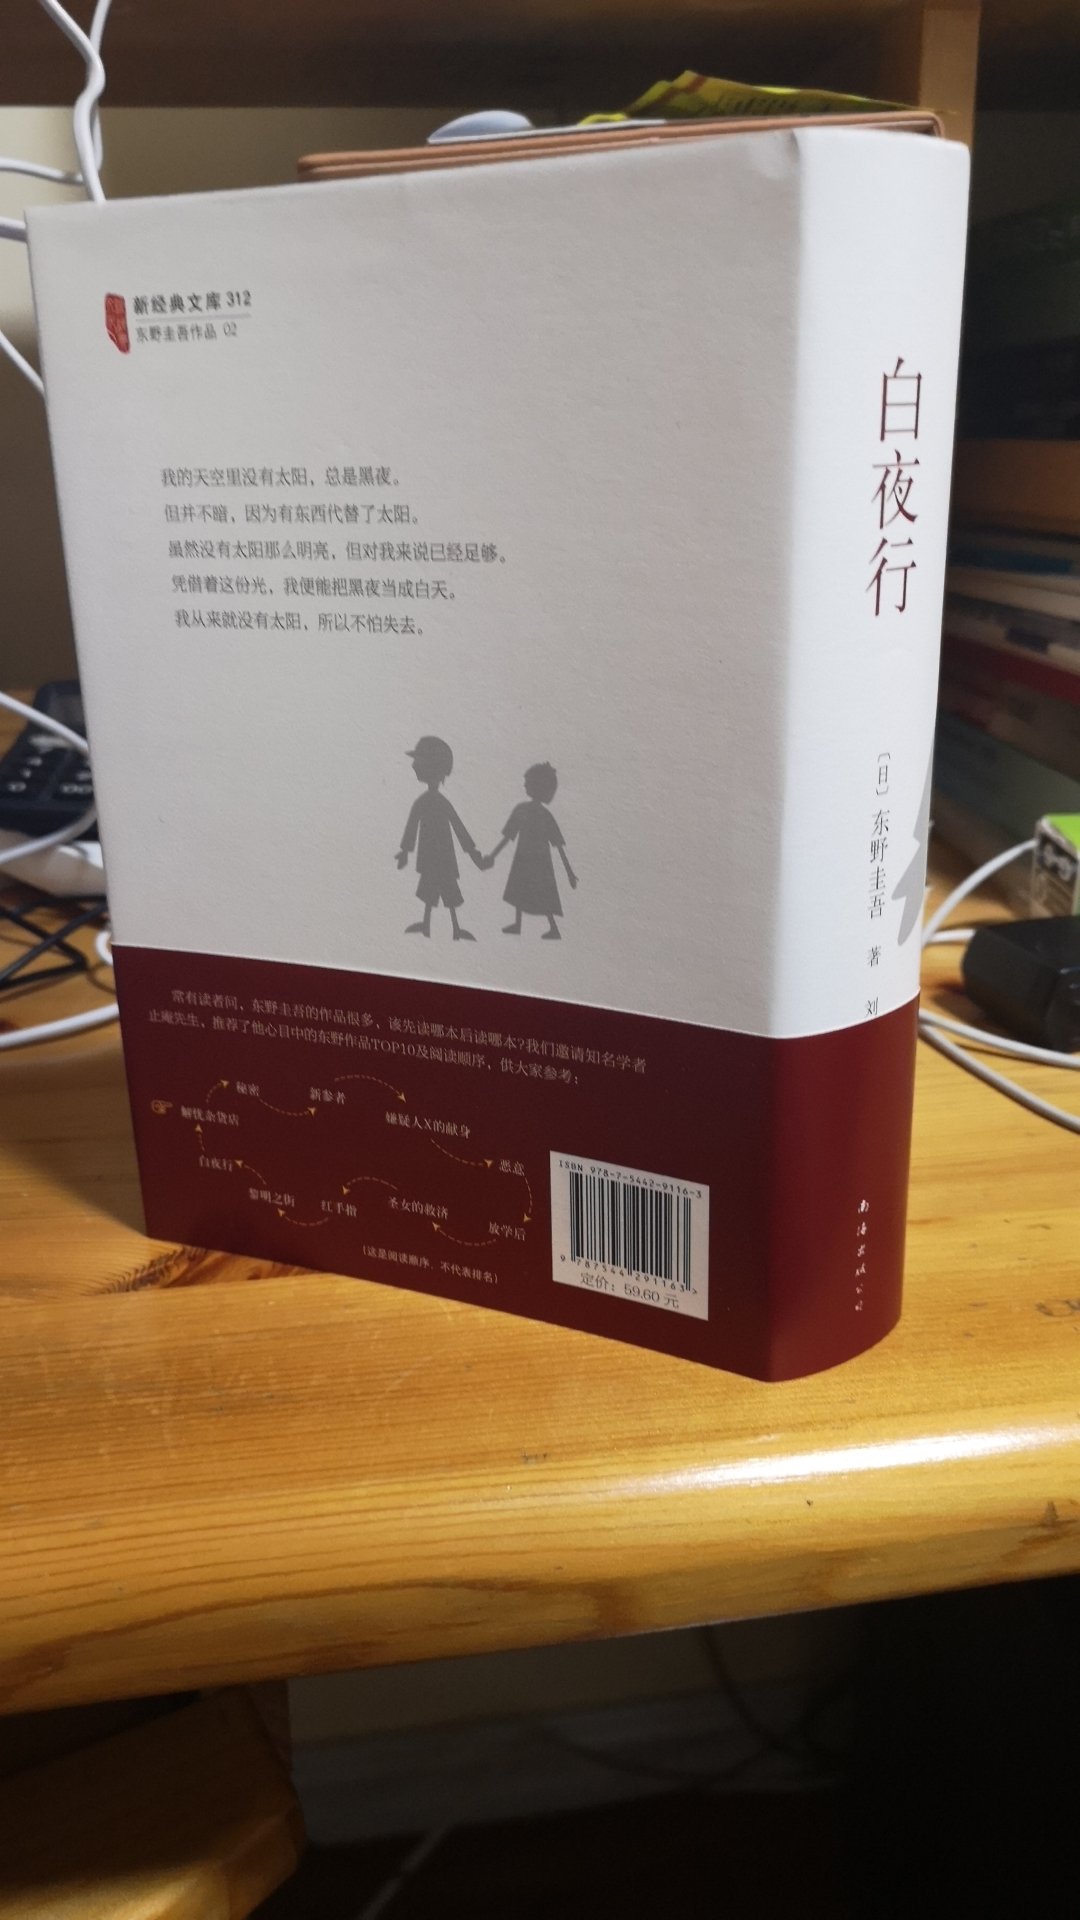 新经典文库 312
东野圭吾作品 02
我的天空里没有太阳，总是黑夜。
但并不暗，因为有东西代替了太阳。
虽然没有太阳那么明亮，但对我来说已经足够。
凭借着这份光，我便能把黑夜当成白天。
我从来就没有太阳，所以不怕失去。
常有读者问，东野圭吾的作品很多，该先读哪本后读哪本？我们邀请知名学者
止庵先生，推荐了他心目中的东野作品TOP10及阅读顺序，供大家参考：
解忧杂货店
秘密
新参者
嫌疑人X的献身
恶意
放学后
圣女的救济
红手指
黎明之街
白夜行
（这是阅读顺序，不代表排名）
ISBN 978-7-5442-9116-3
9 787544 291163 >
定价：59.60 元
白夜行
〔日〕东野圭吾 著
刘
南海出版公司